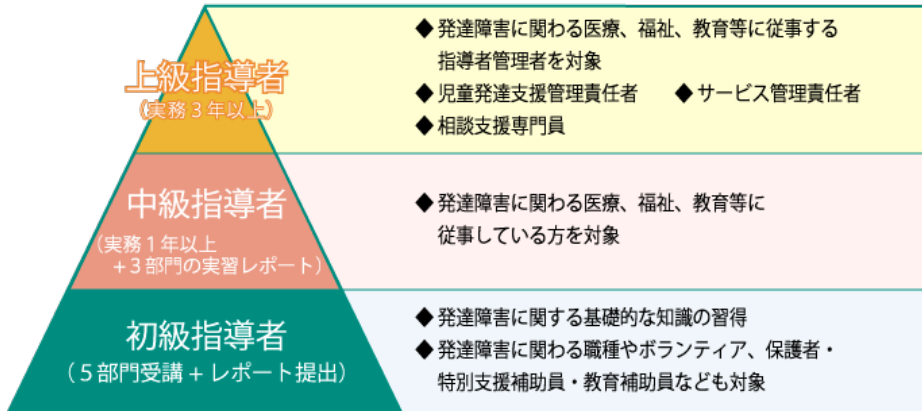 上級指導者
（実務３年以上）
◆ 発達障害に関わる医療、福祉、教育等に従事する
指導者管理者を対象
◆ 児童発達支援管理責任者　◆ サービス管理責任者
◆ 相談支援専門員
中級指導者
（実務１年以上
＋３部門の実習レポート）
◆ 発達障害に関わる医療、福祉、教育等に
従事している方を対象
初級指導者
（５部門受講 + レポート提出）
◆ 発達障害に関する基礎的な知識の習得
◆ 発達障害に関わる職種やボランティア、保護者・
特別支援補助員・教育補助員なども対象